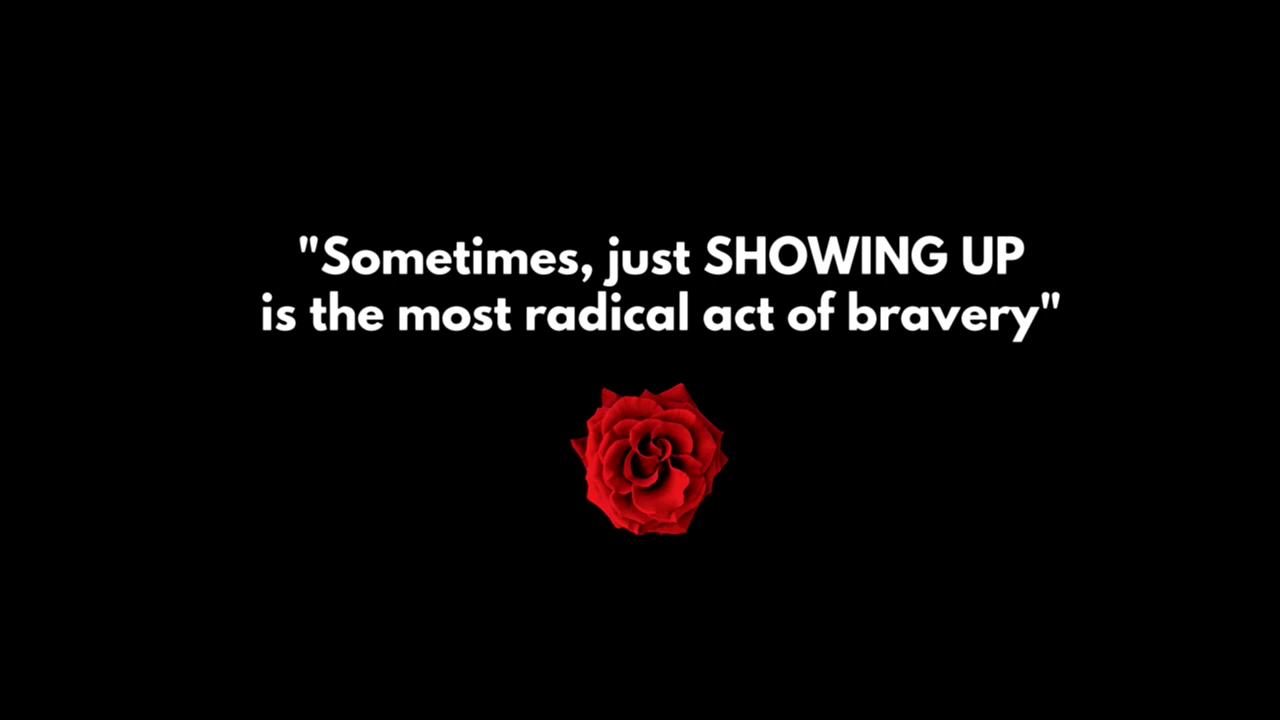 "Sometimes, just SHOWING UP
is the most radical act of bravery"